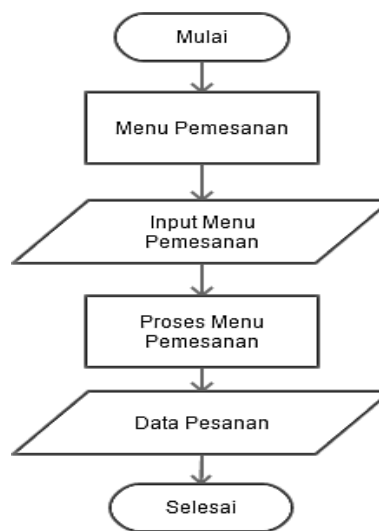 Mulai
Menu Pemesanan
Input Menu
Pemesanan
Proses Menu
Pemesanan
Data Pesanan
Selesai